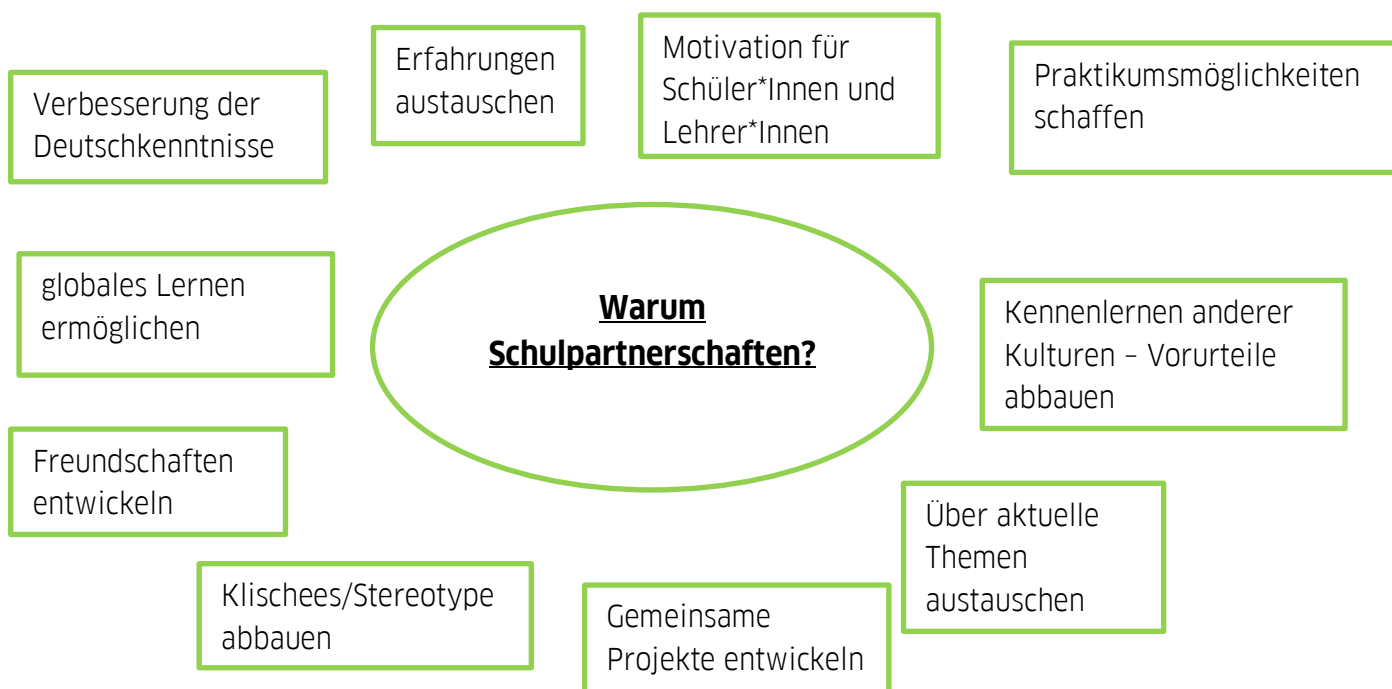 Erfahrungen
austauschen
Motivation für
Schüler*Innen und
Lehrer*Innen
Praktikumsmöglichkeiten
schaffen
Verbesserung der
Deutschkenntnisse
globales Lernen
ermöglichen
Warum
Schulpartnerschaften?
Kennenlernen anderer
Kulturen – Vorurteile
abbauen
Freundschaften
entwickeln
Über aktuelle
Themen
austauschen
Klischees/Stereotype
abbauen
Gemeinsame
Projekte entwickeln